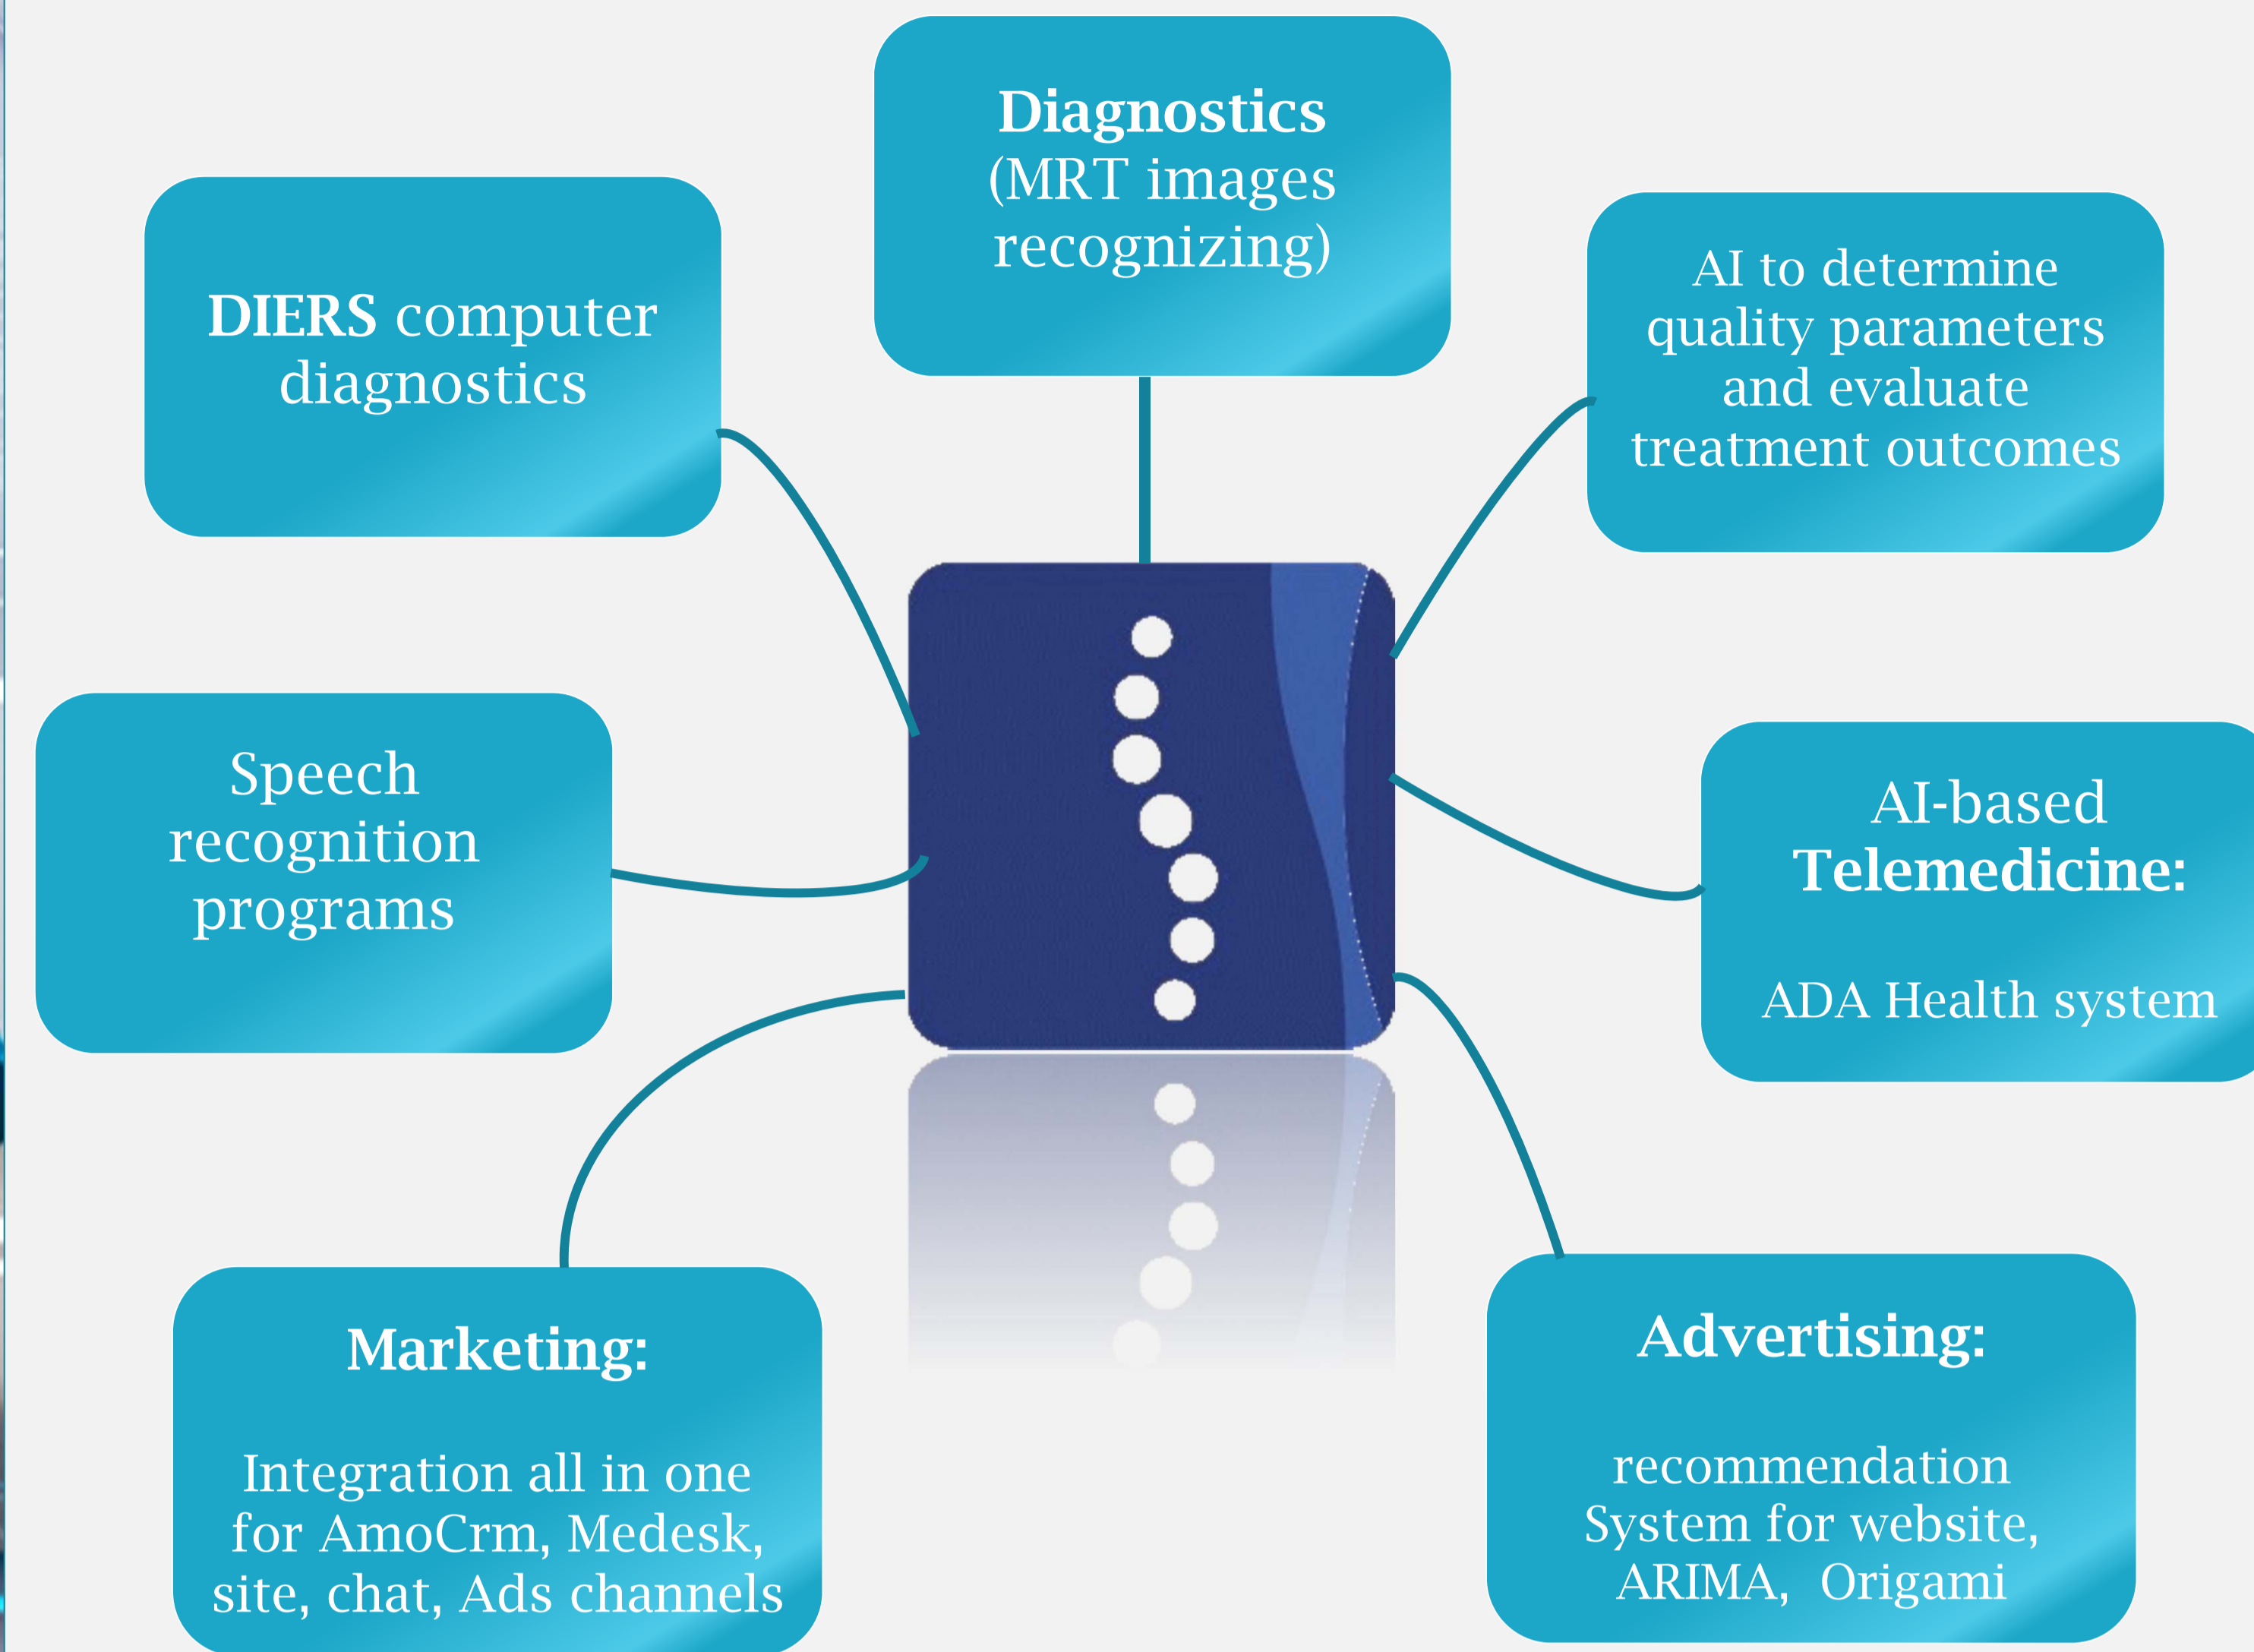 Diagnostics
(MRT images
recognizing)
DIERS computer
diagnostics
AI to determine
quality parameters
and evaluate
treatment outcomes
Speech
recognition
programs
AI-based
Telemedicine:
ADA Health system
Marketing:
Integration all in one
for AmoCrm, Medesk,
site, chat, Ads channels
Advertising:
recommendation
System for website,
ARIMA, Origami